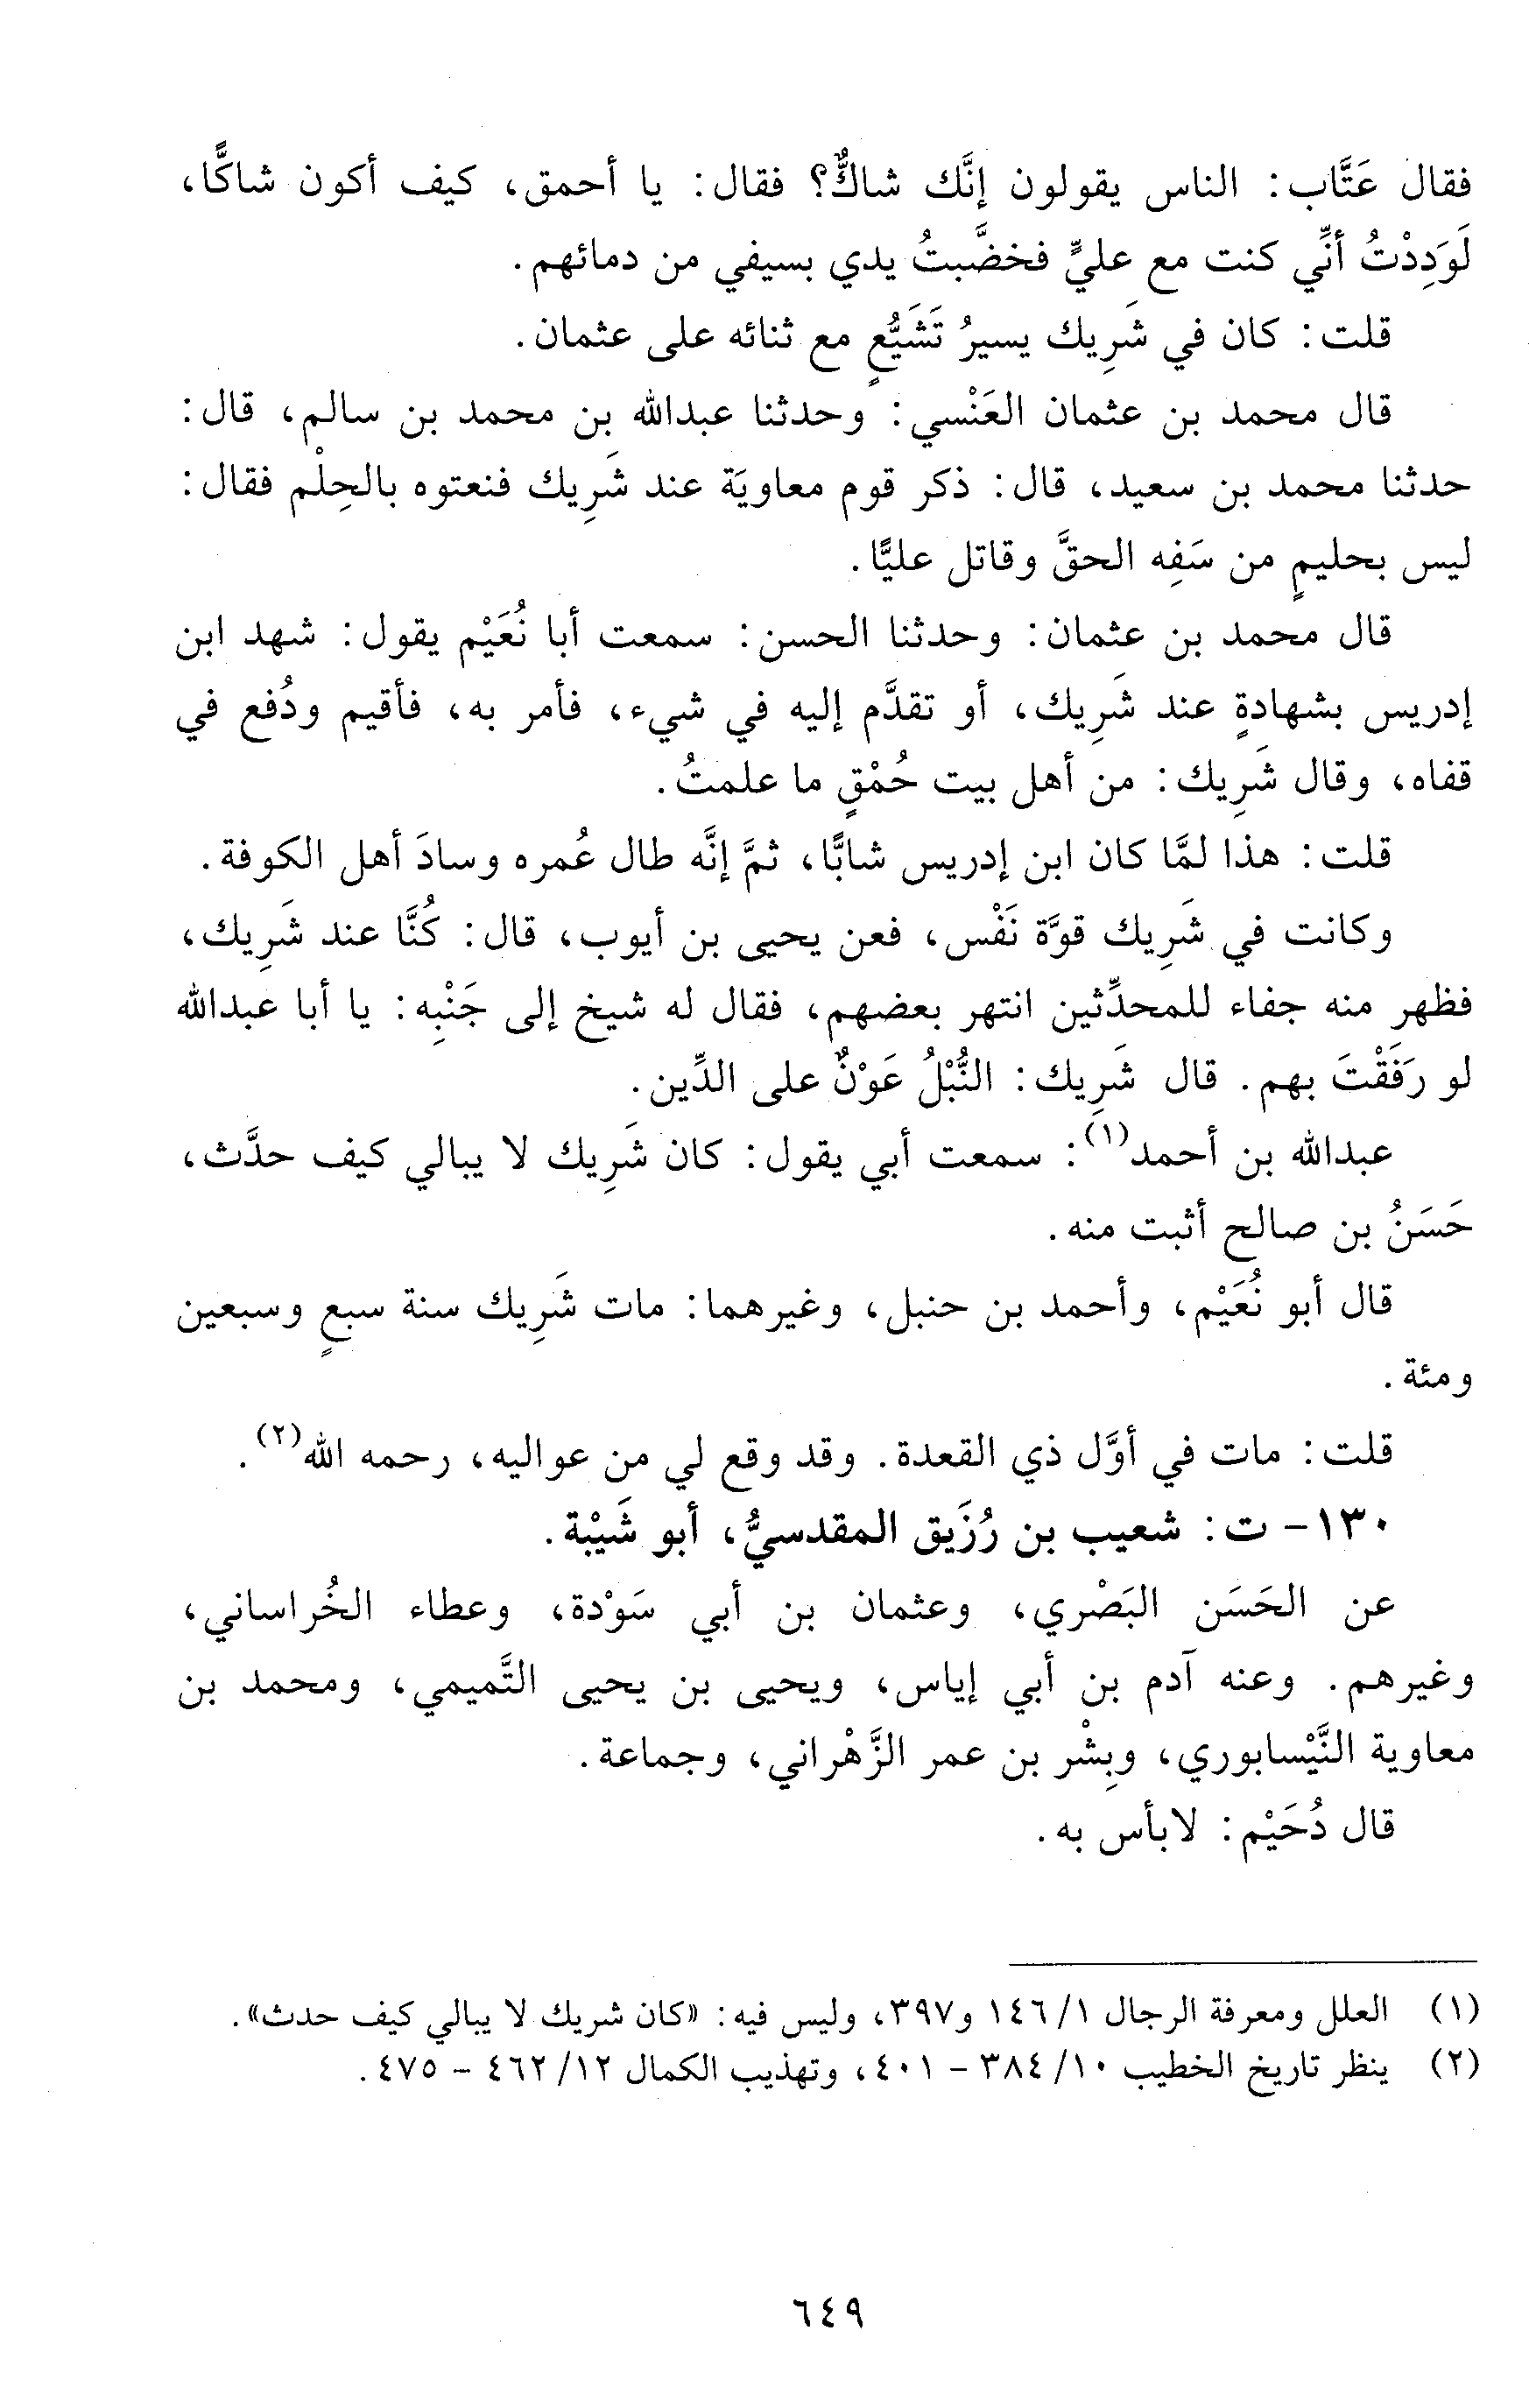 فقال عَتَّاب: الناس يقولون إنَّك شاكٌّ؟ فقال: يا أحمق، كيف أكون شاكًّا،
لَوَدِدْتُ أنِّي كنت مع عليٍّ فخضَّبتُ يدي بسيفي من دمائهم.
قلت: كان في شَرِيك يسيرُ تَشَيُّعٍ مع ثنائه على عثمان.
قال محمد بن عثمان العَنْسي: وحدثنا عبدالله بن محمد بن سالم، قال:
حدثنا محمد بن سعيد، قال: ذكر قوم معاويَة عند شَرِيك فنعتوه بالحِلْم فقال:
ليس بحليمٍ من سَفِه الحقَّ وقاتل عليًّا.
قال محمد بن عثمان: وحدثنا الحسن: سمعت أبا نُعَيْم يقول: شهد ابن
إدريس بشهادةٍ عند شَرِيك، أو تقدَّم إليه في شيء، فأمر به، فأقيم ودُفع في
قفاه، وقال شَرِيك: من أهل بيت حُمْقٍ ما علمتُ.
قلت: هذا لمَّا كان ابن إدريس شابًّا، ثمَّ إنَّه طال عُمره وسادَ أهل الكوفة.
وكانت في شَرِيك قوَّة نَفْس، فعن يحيى بن أيوب، قال: كُنَّا عند شَرِيك،
فظهر منه جفاء للمحدِّثين انتهر بعضهم، فقال له شيخ إلى جَنْبِه: يا أبا عبدالله
لو رَفَقْتَ بهم. قال شَرِيك: النُّبْلُ عَوْنٌ على الدِّين.
عبدالله بن أحمد(١): سمعت أبي يقول: كان شَرِيك لا يبالي كيف حدَّث،
حَسَنُ بن صالح أثبت منه.
قال أبو نُعَيْم، وأحمد بن حنبل، وغيرهما: مات شَرِيك سنة سبعٍ وسبعين
ومئة.
قلت: مات في أوَّل ذي القعدة. وقد وقع لي من عواليه، رحمه الله(٢).
١٣٠- ت: شعيب بن رُزَيق المقدسيُّ، أبو شَيْبة.
عن الحَسَن البَصْري، وعثمان بن أبي سَوْدة، وعطاء الخُراساني،
وغيرهم. وعنه آدم بن أبي إياس، ويحيى بن يحيى التَّميمي، ومحمد بن
معاوية النَّيْسابوري، وبِشْر بن عمر الزَّهْراني، وجماعة.
قال دُحَيْم: لابأس به.
(١) العلل ومعرفة الرجال ١/ ١٤٦ و٣٩٧، وليس فيه: «كان شريك لا يبالي كيف حدث».
(٢) ينظر تاريخ الخطيب ١٠/ ٣٨٤ - ٤٠١، وتهذيب الكمال ١٢/ ٤٦٢ - ٤٧٥.
٦٤٩